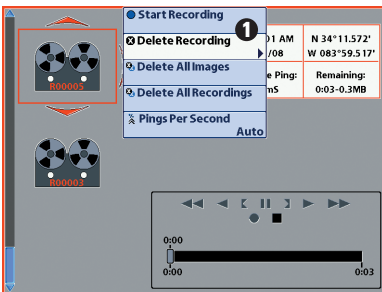 Start Recording
Delete Recording
1
Delete All Images
Delete All Recordings
Pings Per Second
Auto
1 AM
/08
N 34°11.572'
W 083°59.517'
e Ping:
mS
Remaining:
0:03-0.3MB
R00005
R00003
0:00
0:00
0:03